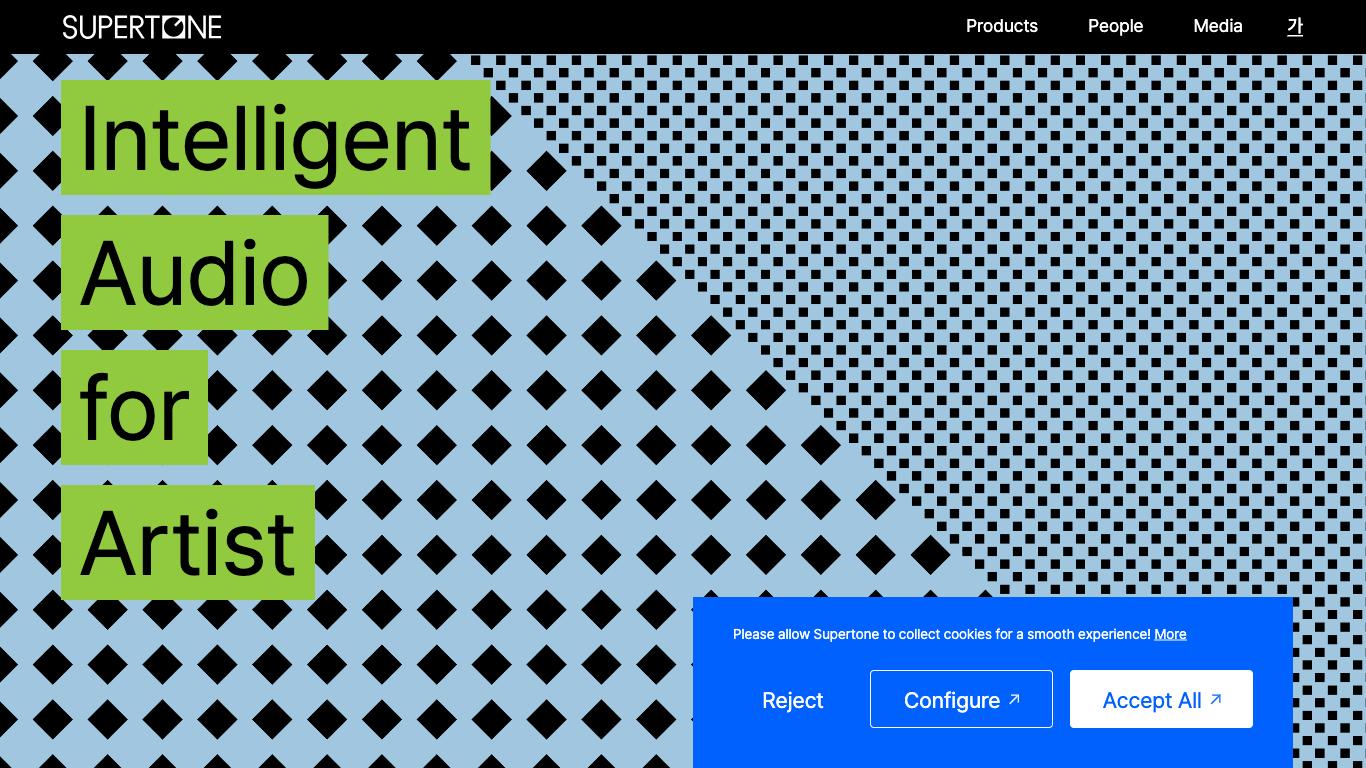 SUPERTONE
Products People Media 가
Intelligent
Audio
for
Artist
Please allow Supertone to collect cookies for a smooth experience! More
Reject Configure Accept All